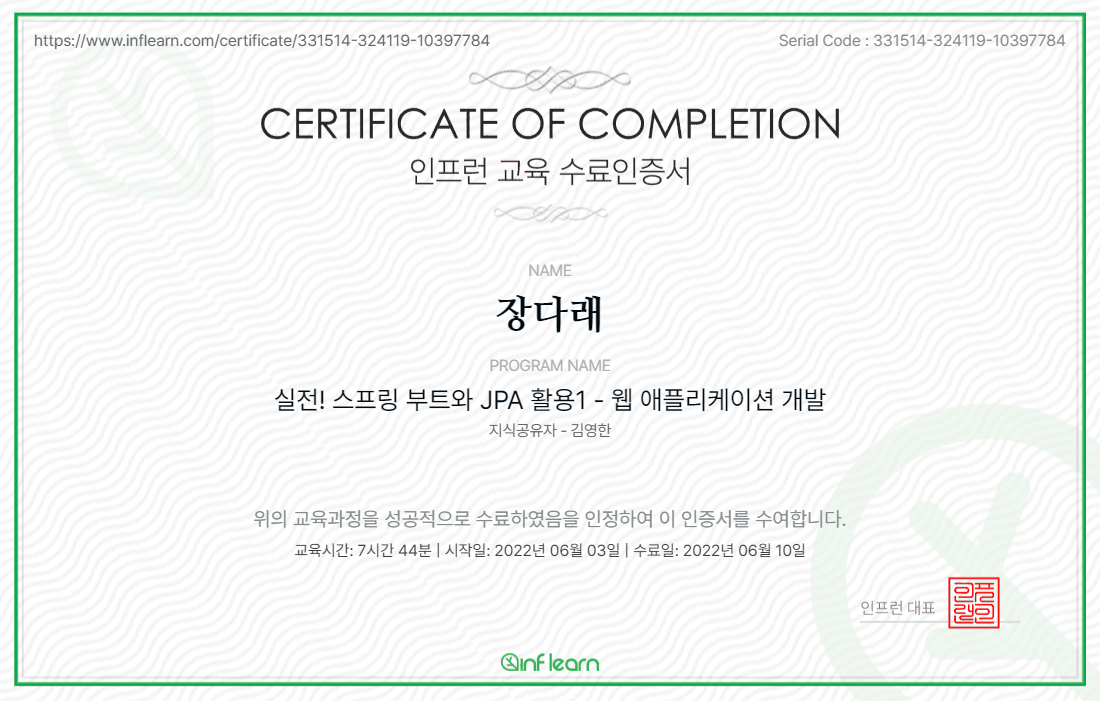 https://www.inflearn.com/certificate/331514-324119-10397784
Serial Code : 331514-324119-10397784
CERTIFICATE OF COMPLETION
인프런 교육 수료인증서
NAME
장다래
PROGRAM NAME
실전! 스프링 부트와 JPA 활용1 - 웹 애플리케이션 개발
지식공유자 - 김영한
위의 교육과정을 성공적으로 수료하였음을 인정하여 이 인증서를 수여합니다.
교육시간: 7시간 44분 | 시작일: 2022년 06월 03일 | 수료일: 2022년 06월 10일
인프런 대표
inflearn